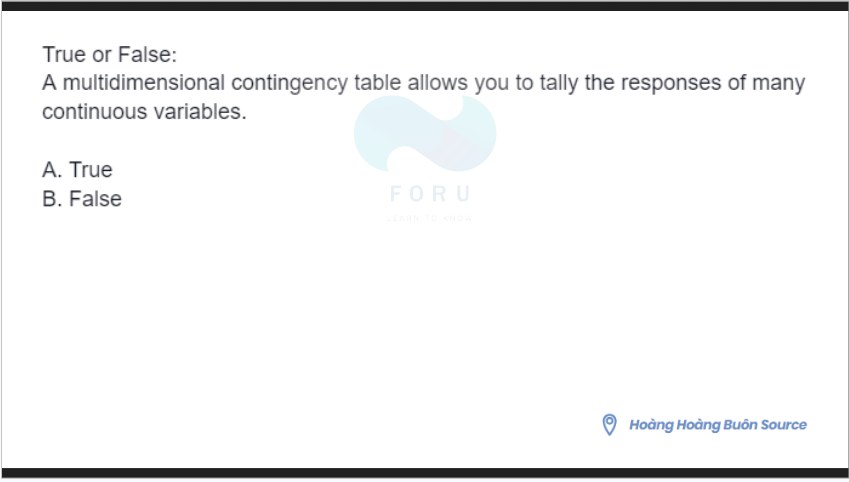 True or False:
A multidimensional contingency table allows you to tally the responses of many
continuous variables.
A. True
B. False
FORU
Hoàng Hoàng Buôn Source